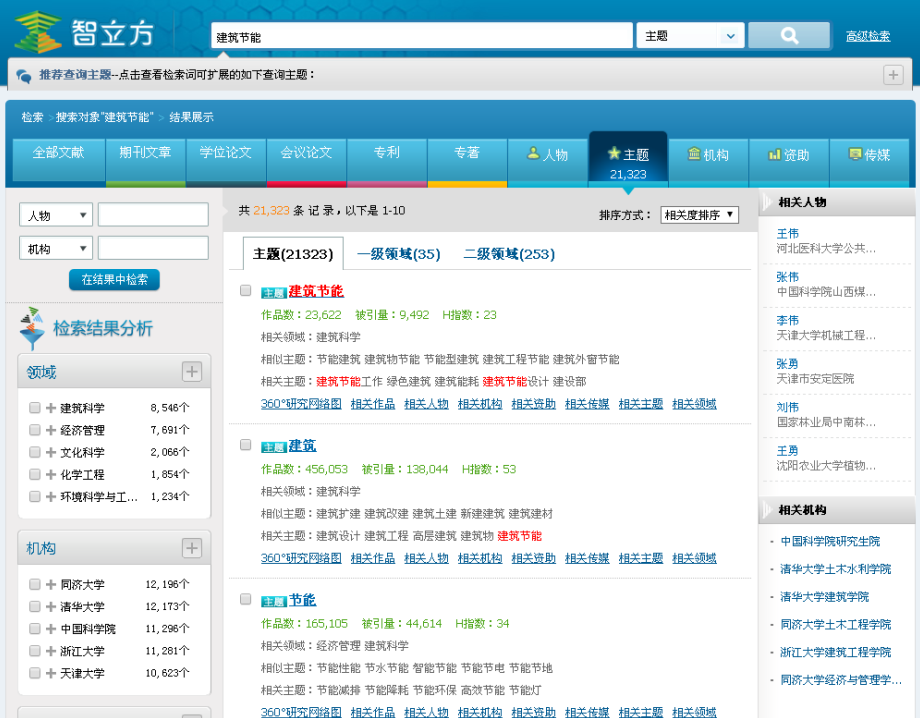 智立方
建筑节能
主题
高级检索
推荐查询主题--点击查看检索词可扩展的如下查询主题：
检索 > 搜索对象"建筑节能" > 结果展示
全部文献 期刊文章 学位论文 会议论文 专利 专著 人物 主题 机构 资助 传媒
21,323
人物
机构
在结果中检索
检索结果分析
领域
建筑科学 8,546个
经济管理 7,691个
文化科学 2,066个
化学工程 1,854个
环境科学与工... 1,234个
机构
同济大学 12,196个
清华大学 12,173个
中国科学院 11,296个
浙江大学 11,281个
天津大学 10,623个
共 21,323 条 记 录，以下是 1-10
排序方式： 相关度排序
主题(21323) 一级领域(35) 二级领域(253)
主题 建筑节能
作品数：23,622 被引量：9,492 H指数：23
相关领域：建筑科学
相似主题：节能建筑 建筑物节能 节能型建筑 建筑工程节能 建筑外窗节能
相关主题：建筑节能工作 绿色建筑 建筑能耗 建筑节能设计 建设部
360°研究网络图 相关作品 相关人物 相关机构 相关资助 相关传媒 相关主题 相关领域
主题 建筑
作品数：456,053 被引量：138,044 H指数：53
相关领域：建筑科学
相似主题：建筑扩建 建筑改建 建筑土建 新建建筑 建筑建材
相关主题：建筑设计 建筑工程 高层建筑 建筑物 建筑节能
360°研究网络图 相关作品 相关人物 相关机构 相关资助 相关传媒 相关主题 相关领域
主题 节能
作品数：165,105 被引量：44,614 H指数：34
相关领域：经济管理 建筑科学
相似主题：节能性能 节水节能 智能节能 节能节电 节能节地
相关主题：节能减排 节能降耗 节能环保 高效节能 节能灯
360°研究网络图 相关作品 相关人物 相关机构 相关资助 相关传媒 相关主题 相关领域
相关人物
王伟
河北医科大学公共...
张伟
中国科学院山西煤...
李伟
天津大学机械工程...
张勇
天津市安定医院
刘伟
国家林业局中南林...
王勇
沈阳农业大学植物...
相关机构
中国科学院研究生院
清华大学土木水利学院
清华大学建筑学院
同济大学土木工程学院
浙江大学建筑工程学院
同济大学经济与管理学...